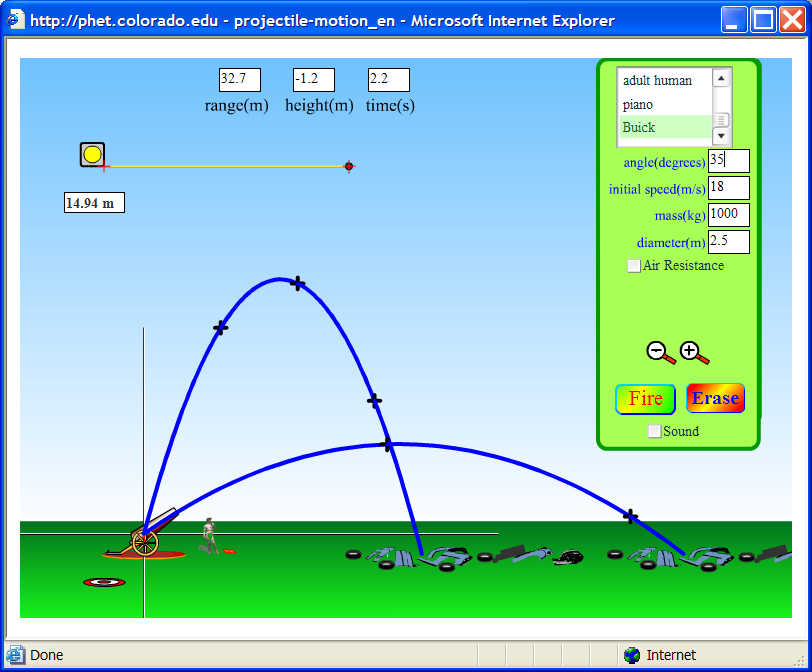 http://phet.colorado.edu - projectile-motion_en - Microsoft Internet Explorer
32.7 -1.2 2.2
range(m) height(m) time(s)
14.94 m
adult human
piano
Buick
angle(degrees) 35
initial speed(m/s) 18
mass(kg) 1000
diameter(m) 2.5
Air Resistance
Fire Erase
Sound
Done Internet